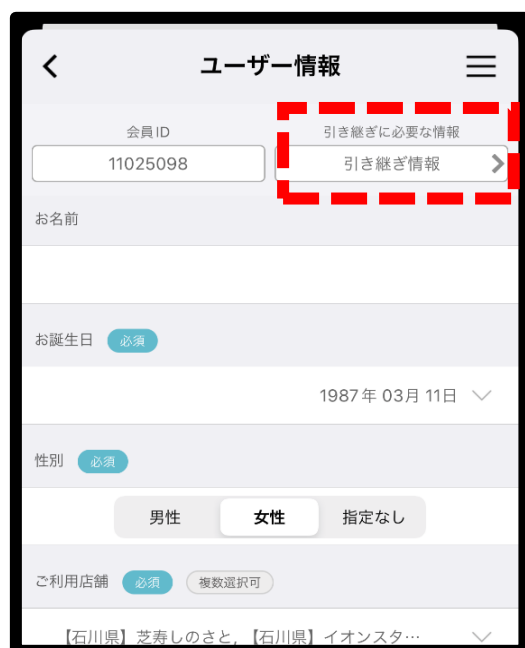 ユーザー情報
会員ID
引き継ぎに必要な情報
11025098
引き継ぎ情報
お名前
お誕生日 必須
1987年 03月 11日
性別 必須
男性 女性 指定なし
ご利用店舗 必須 複数選択可
【石川県】芝寿しのさと, 【石川県】イオンスタ…